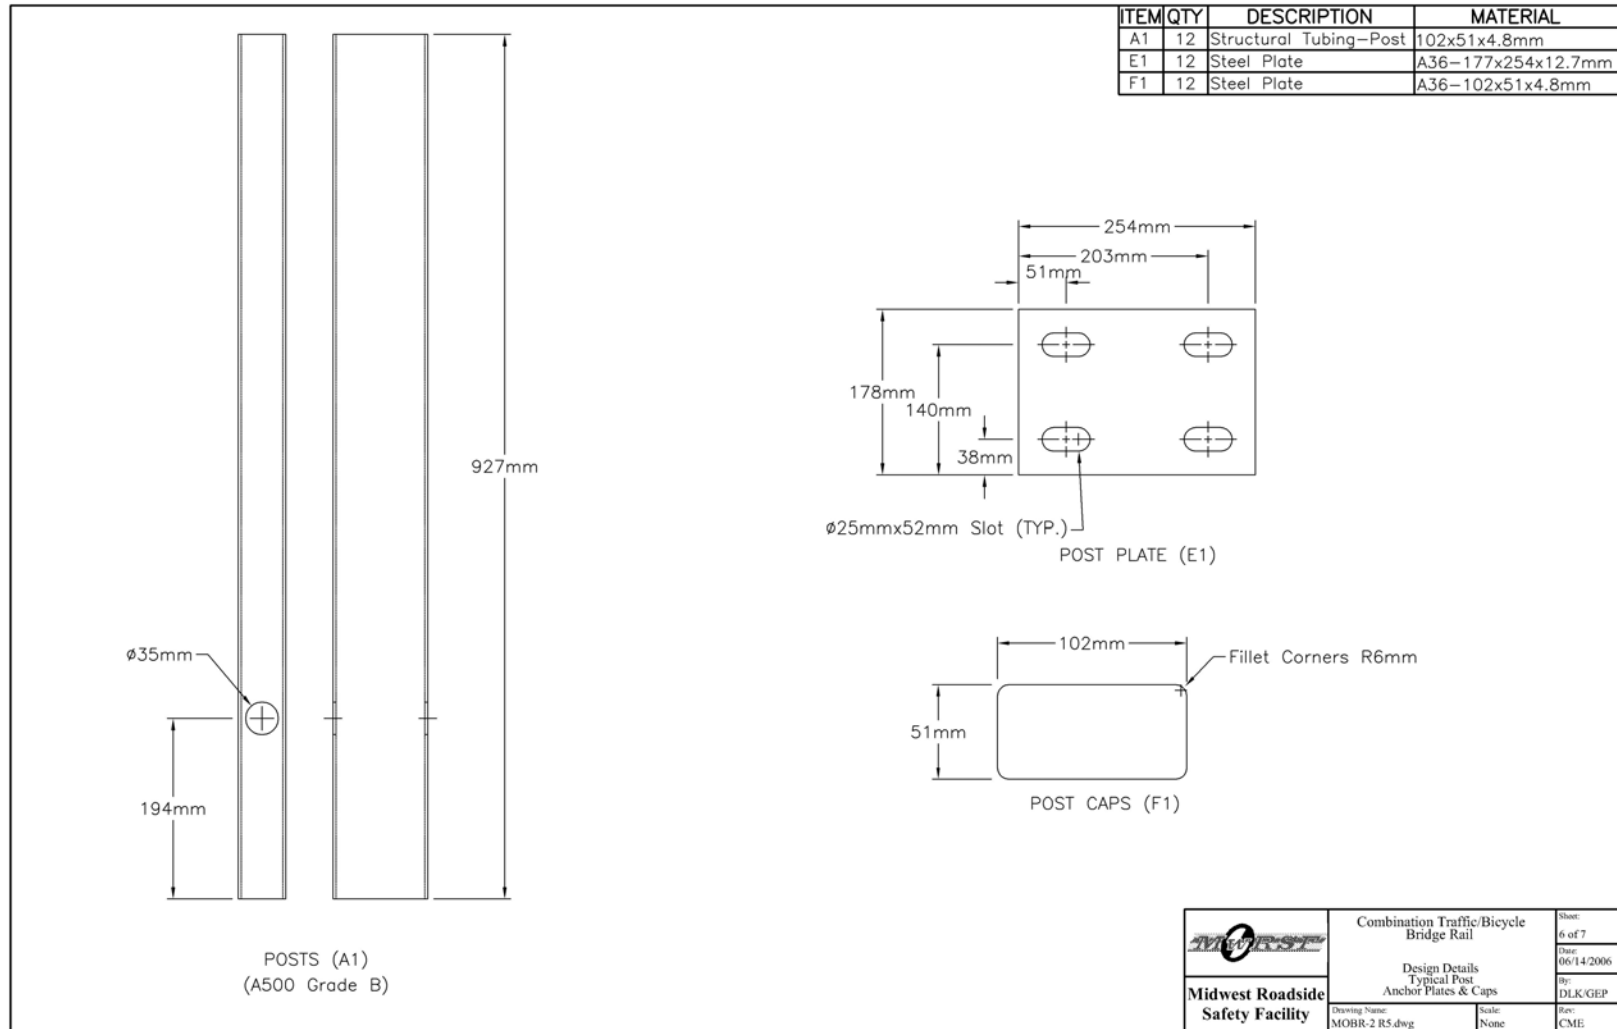 ITEM QTY DESCRIPTION MATERIAL
A1 12 Structural Tubing-Post 102x51x4.8mm
E1 12 Steel Plate A36-177x254x12.7mm
F1 12 Steel Plate A36-102x51x4.8mm
254mm
203mm
51mm
178mm
140mm
38mm
ø25mmx52mm Slot (TYP.)
POST PLATE (E1)
927mm
ø35mm
194mm
POSTS (A1)
(A500 Grade B)
102mm
Fillet Corners R6mm
51mm
POST CAPS (F1)
MwRSF
Midwest Roadside
Safety Facility
Combination Traffic/Bicycle
Bridge Rail
Design Details
Typical Post
Anchor Plates & Caps
Drawing Name:
MOBR-2 R5.dwg
Scale:
None
Sheet:
6 of 7
Date:
06/14/2006
By:
DLK/GEP
Rev:
CME